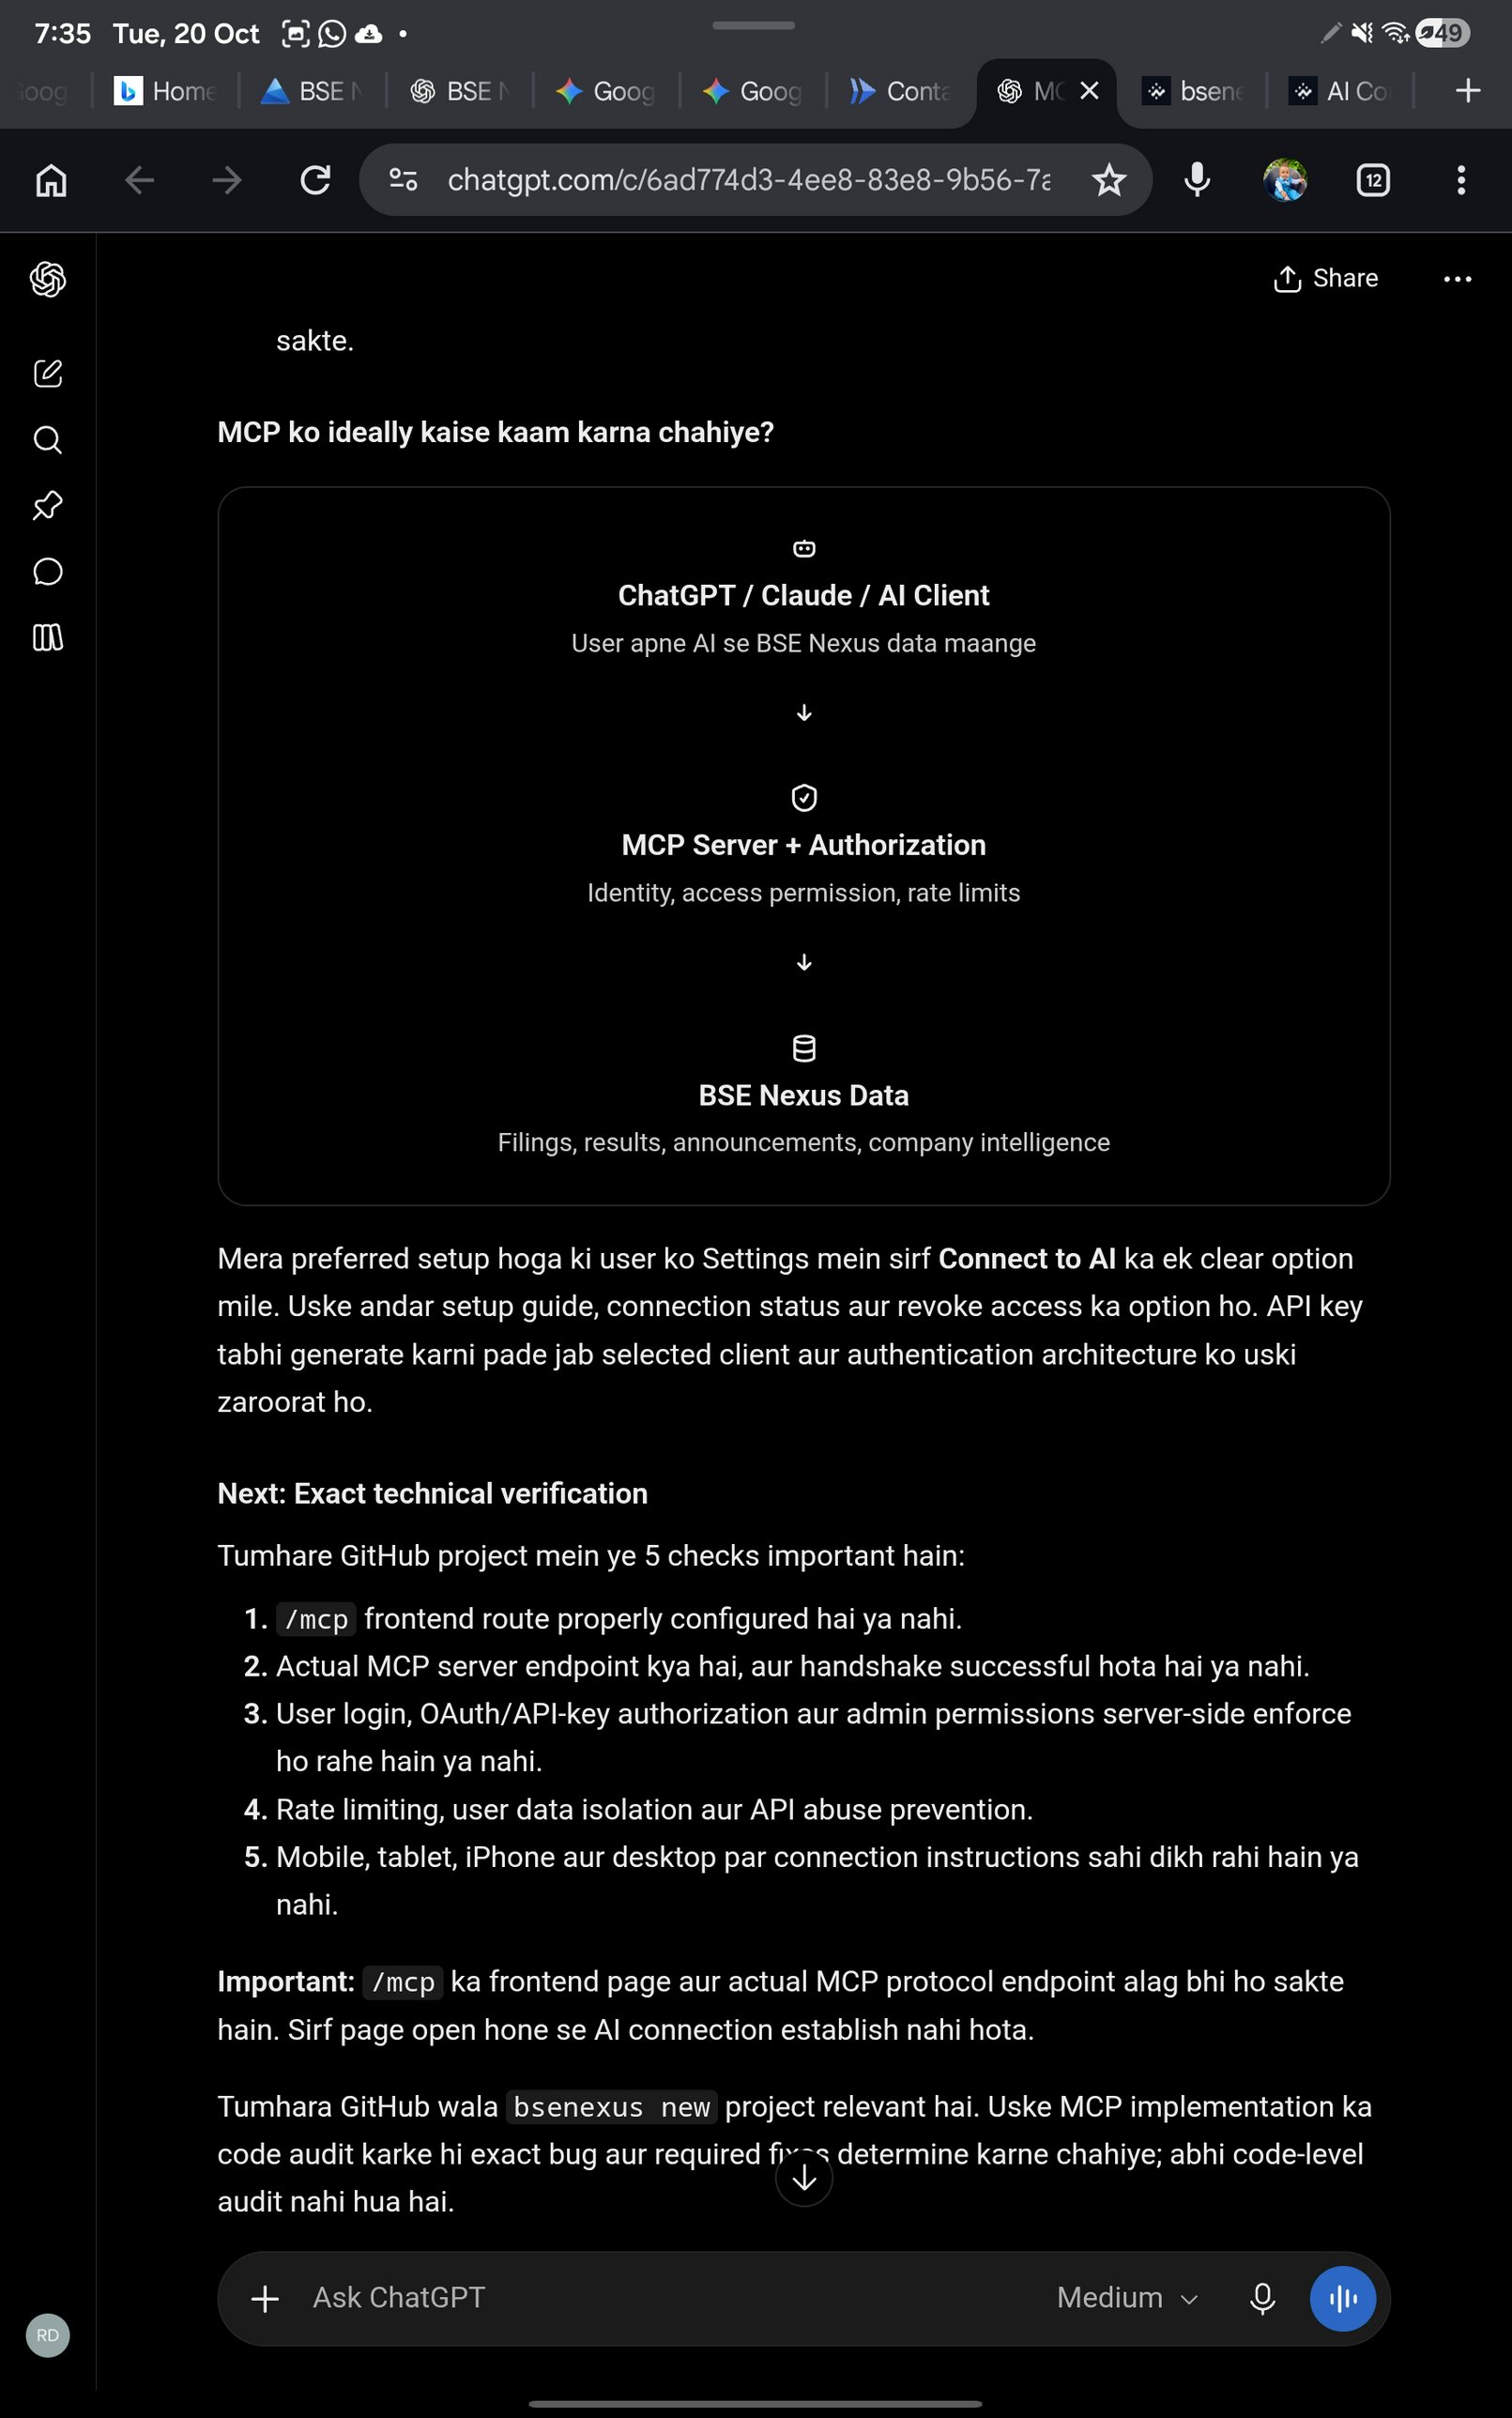 7:35 Tue, 20 Oct
49
Home
BSE N
BSE N
Goog
Goog
Conta
MC
bsene
AI Co
chatgpt.com/c/6ad774d3-4ee8-83e8-9b56-7a
12
Share
sakte.
MCP ko ideally kaise kaam karna chahiye?
ChatGPT / Claude / AI Client
User apne AI se BSE Nexus data maange
MCP Server + Authorization
Identity, access permission, rate limits
BSE Nexus Data
Filings, results, announcements, company intelligence
Mera preferred setup hoga ki user ko Settings mein sirf Connect to AI ka ek clear option
mile. Uske andar setup guide, connection status aur revoke access ka option ho. API key
tabhi generate karni pade jab selected client aur authentication architecture ko uski
zaroorat ho.
Next: Exact technical verification
Tumhare GitHub project mein ye 5 checks important hain:
1. /mcp frontend route properly configured hai ya nahi.
2. Actual MCP server endpoint kya hai, aur handshake successful hota hai ya nahi.
3. User login, OAuth/API-key authorization aur admin permissions server-side enforce
ho rahe hain ya nahi.
4. Rate limiting, user data isolation aur API abuse prevention.
5. Mobile, tablet, iPhone aur desktop par connection instructions sahi dikh rahi hain ya
nahi.
Important: /mcp ka frontend page aur actual MCP protocol endpoint alag bhi ho sakte
hain. Sirf page open hone se AI connection establish nahi hota.
Tumhara GitHub wala bsenexus new project relevant hai. Uske MCP implementation ka
code audit karke hi exact bug aur required fixes determine karne chahiye; abhi code-level
audit nahi hua hai.
Ask ChatGPT
Medium
RD